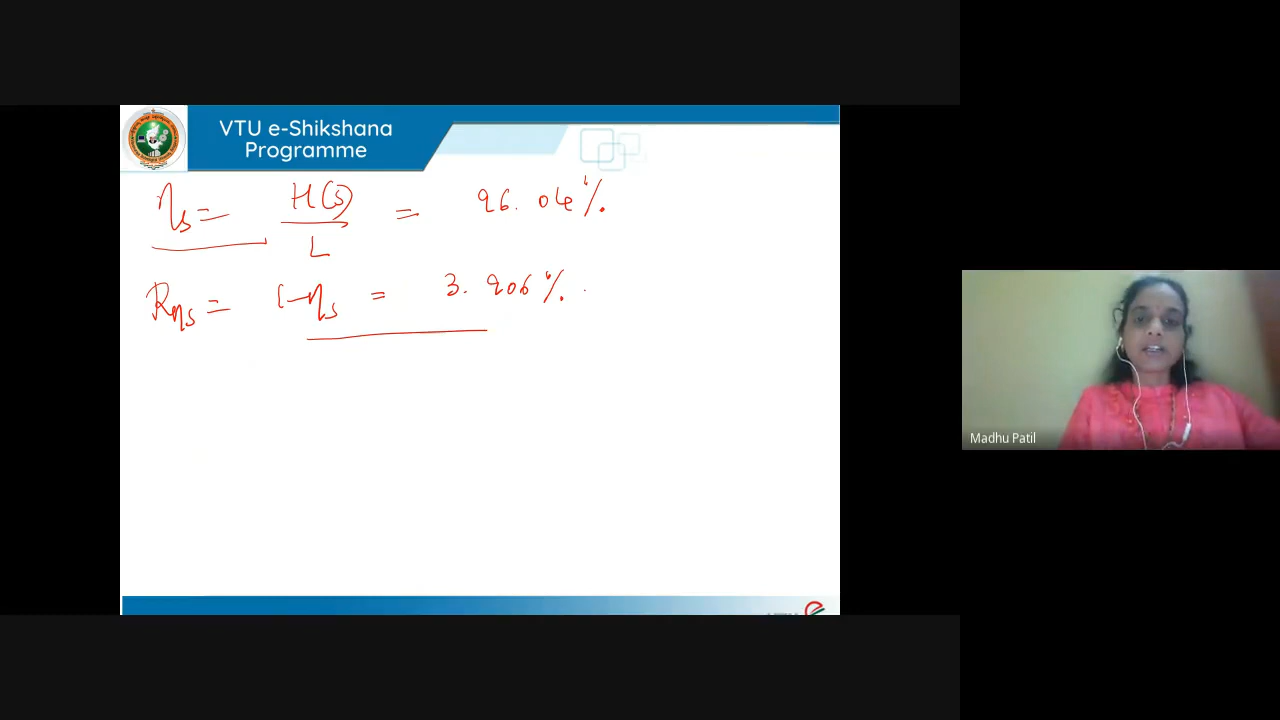 VTU e-Shikshana
Programme
ηs = H(s)/L = 96.04%
Rηs = 1-ηs = 3.906%.
Madhu Patil